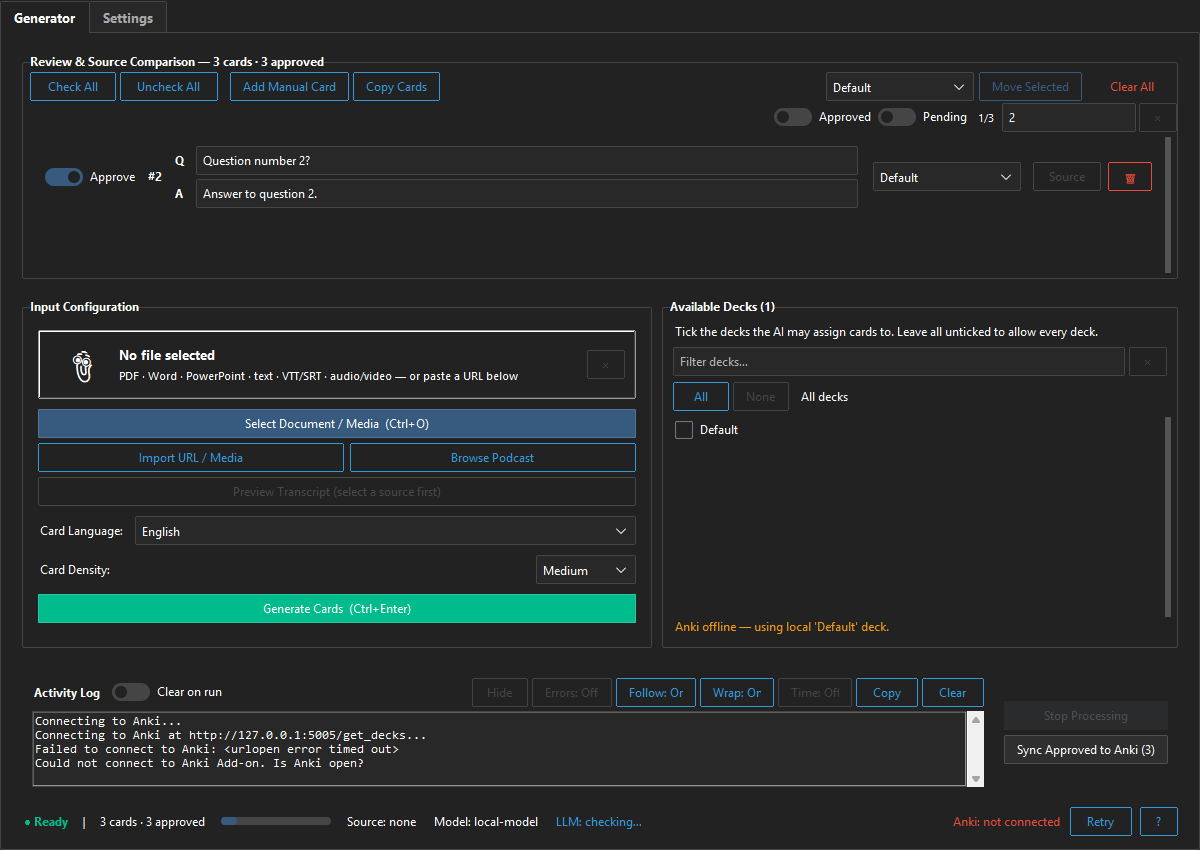 Generator Settings
Review & Source Comparison — 3 cards · 3 approved
Check All Uncheck All Add Manual Card Copy Cards Default Move Selected Clear All
Approved Pending 1/3 2 ×
Approve #2 Q Question number 2?
A Answer to question 2.
Default Source
Input Configuration
No file selected
PDF · Word · PowerPoint · text · VTT/SRT · audio/video — or paste a URL below
×
Select Document / Media (Ctrl+O)
Import URL / Media Browse Podcast
Preview Transcript (select a source first)
Card Language: English
Card Density: Medium
Generate Cards (Ctrl+Enter)
Available Decks (1)
Tick the decks the AI may assign cards to. Leave all unticked to allow every deck.
Filter decks... ×
All None All decks
Default
Anki offline — using local 'Default' deck.
Activity Log Clear on run Hide Errors: Off Follow: Or Wrap: Or Time: Off Copy Clear
Connecting to Anki...
Connecting to Anki at http://127.0.0.1:5005/get_decks...
Failed to connect to Anki: <urlopen error timed out>
Could not connect to Anki Add-on. Is Anki open?
Stop Processing
Sync Approved to Anki (3)
● Ready | 3 cards · 3 approved Source: none Model: local-model LLM: checking... Anki: not connected Retry ?